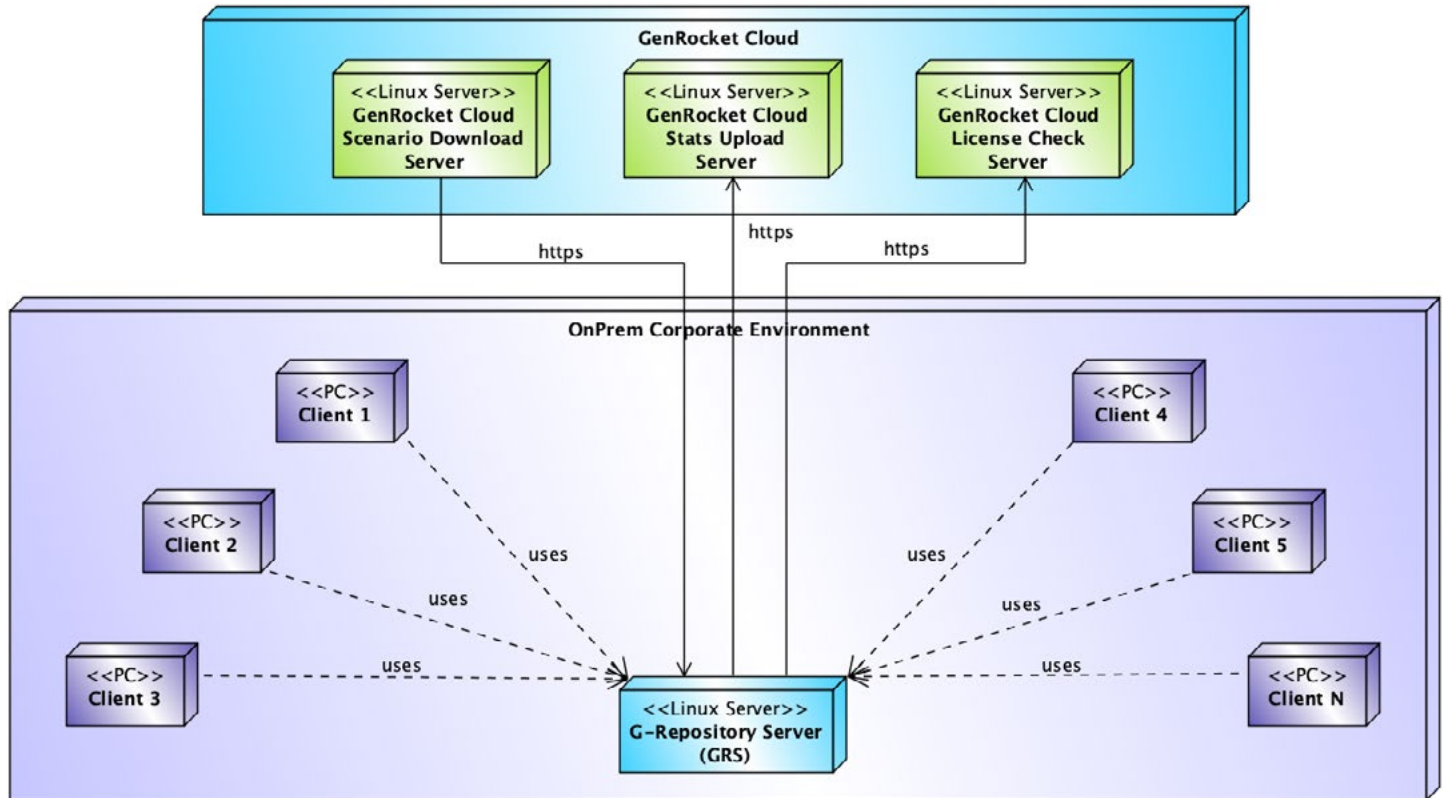 GenRocket Cloud
<<Linux Server>>
GenRocket Cloud
Scenario Download
Server
<<Linux Server>>
GenRocket Cloud
Stats Upload
Server
<<Linux Server>>
GenRocket Cloud
License Check
Server
https
https
https
OnPrem Corporate Environment
<<PC>>
Client 1
<<PC>>
Client 4
<<PC>>
Client 2
<<PC>>
Client 5
uses
uses
uses
uses
<<PC>>
Client 3
uses
uses
<<PC>>
Client N
<<Linux Server>>
G-Repository Server
(GRS)